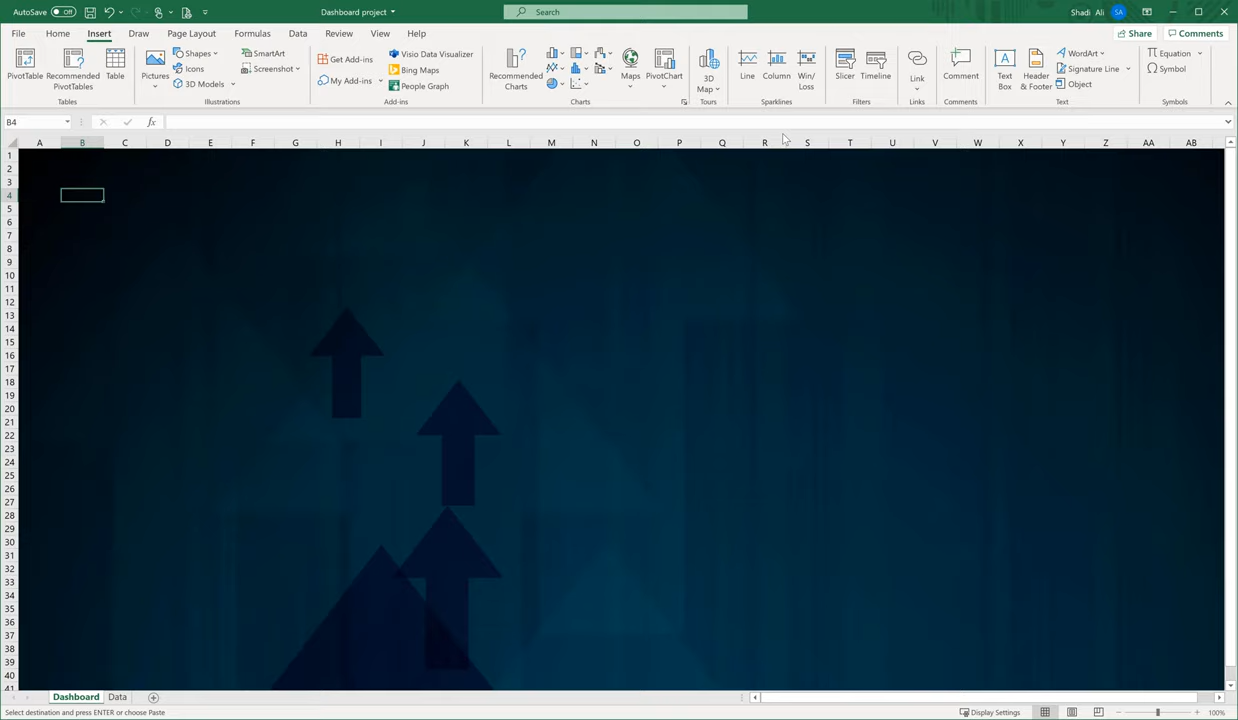 AutoSave Off Dashboard project Search Shadi Ali SA
File Home Insert Draw Page Layout Formulas Data Review View Help Share Comments
PivotTable Recommended PivotTables Table
Tables
Pictures Shapes Icons 3D Models SmartArt Screenshot
Illustrations
Get Add-ins My Add-ins Visio Data Visualizer Bing Maps People Graph
Add-ins
Recommended Charts Maps PivotChart
Charts
3D Map
Tours
Line Column Win/Loss
Sparklines
Slicer Timeline
Filters
Link
Links
Comment
Comments
Text Box Header & Footer WordArt Signature Line Object
Text
Equation Symbol
Symbols
B4 fx
A B C D E F G H I J K L M N O P Q R S T U V W X Y Z AA AB
1
2
3
4
5
6
7
8
9
10
11
12
13
14
15
16
17
18
19
20
21
22
23
24
25
26
27
28
29
30
31
32
33
34
35
36
37
38
39
40
41
Dashboard Data
Select destination and press ENTER or choose Paste Display Settings 100%